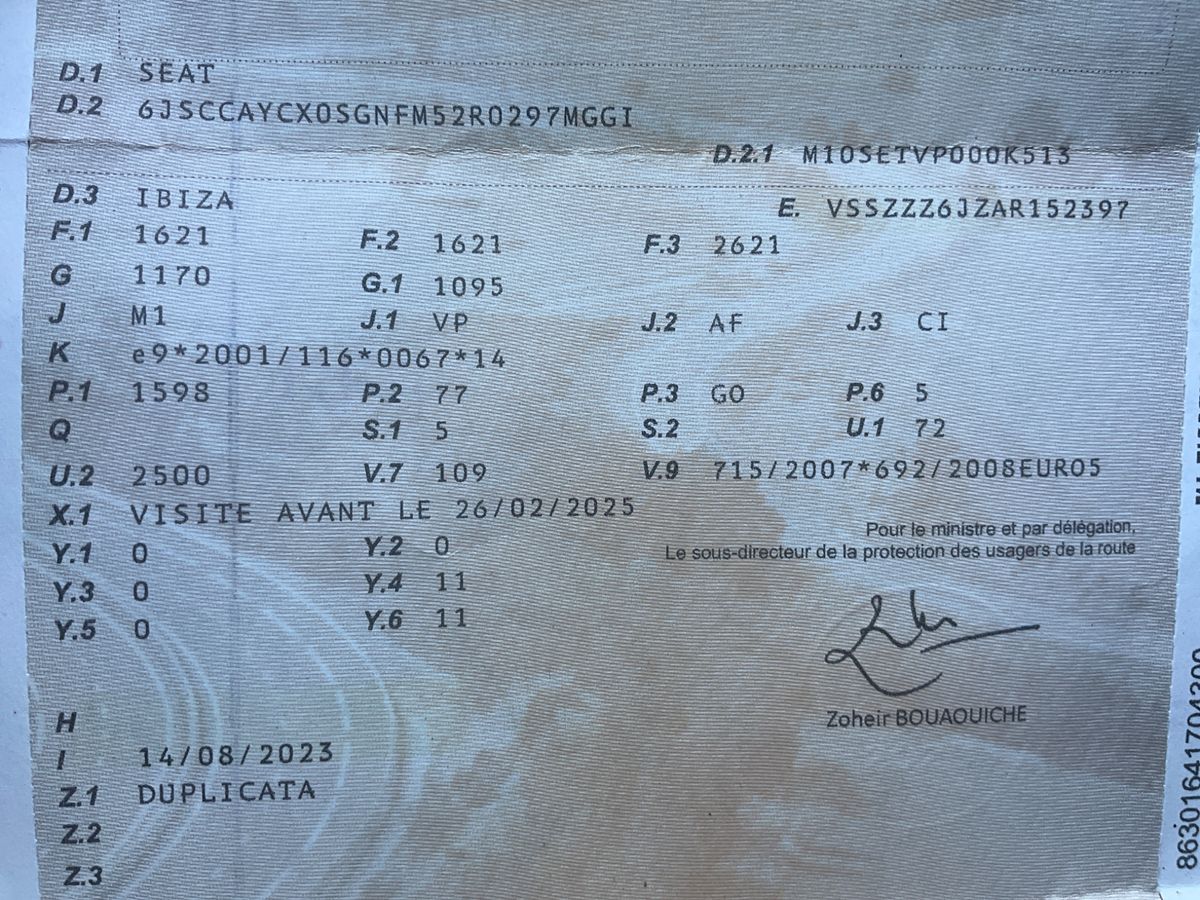 D.1 SEAT
D.2 6JSCCAYCX0SGNFM52R0297MGGI
D.2.1 M10SETVP000K513
D.3 IBIZA E. VSSZZZ6JZAR152397
F.1 1621 F.2 1621 F.3 2621
G 1170 G.1 1095
J M1 J.1 VP J.2 AF J.3 CI
K e9*2001/116*0067*14
P.1 1598 P.2 77 P.3 GO P.6 5
Q S.1 5 S.2 U.1 72
U.2 2500 V.7 109 V.9 715/2007*692/2008EURO5
X.1 VISITE AVANT LE 26/02/2025
Pour le ministre et par délégation,
Le sous-directeur de la protection des usagers de la route
Y.1 0 Y.2 0
Y.3 0 Y.4 11
Y.5 0 Y.6 11
Zoheir BOUAOUICHE
H
I 14/08/2023
Z.1 DUPLICATA
Z.2
Z.3